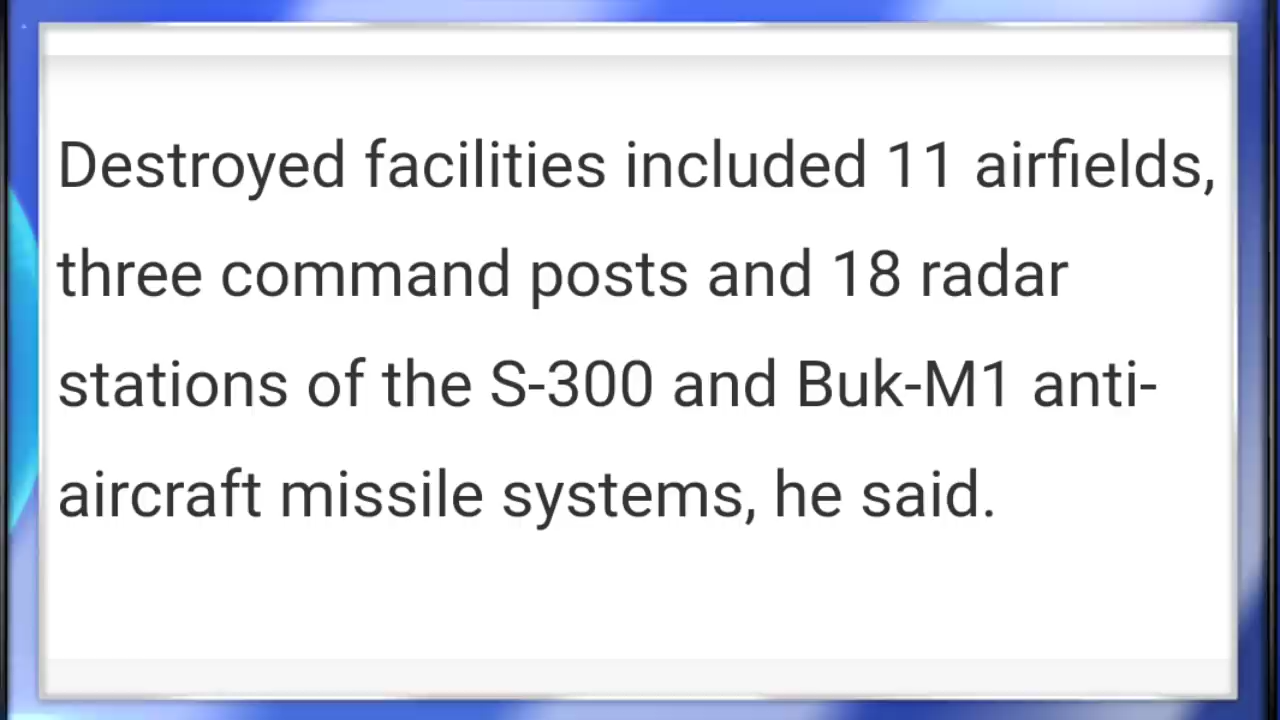 Destroyed facilities included 11 airfields,
three command posts and 18 radar
stations of the S-300 and Buk-M1 anti-
aircraft missile systems, he said.